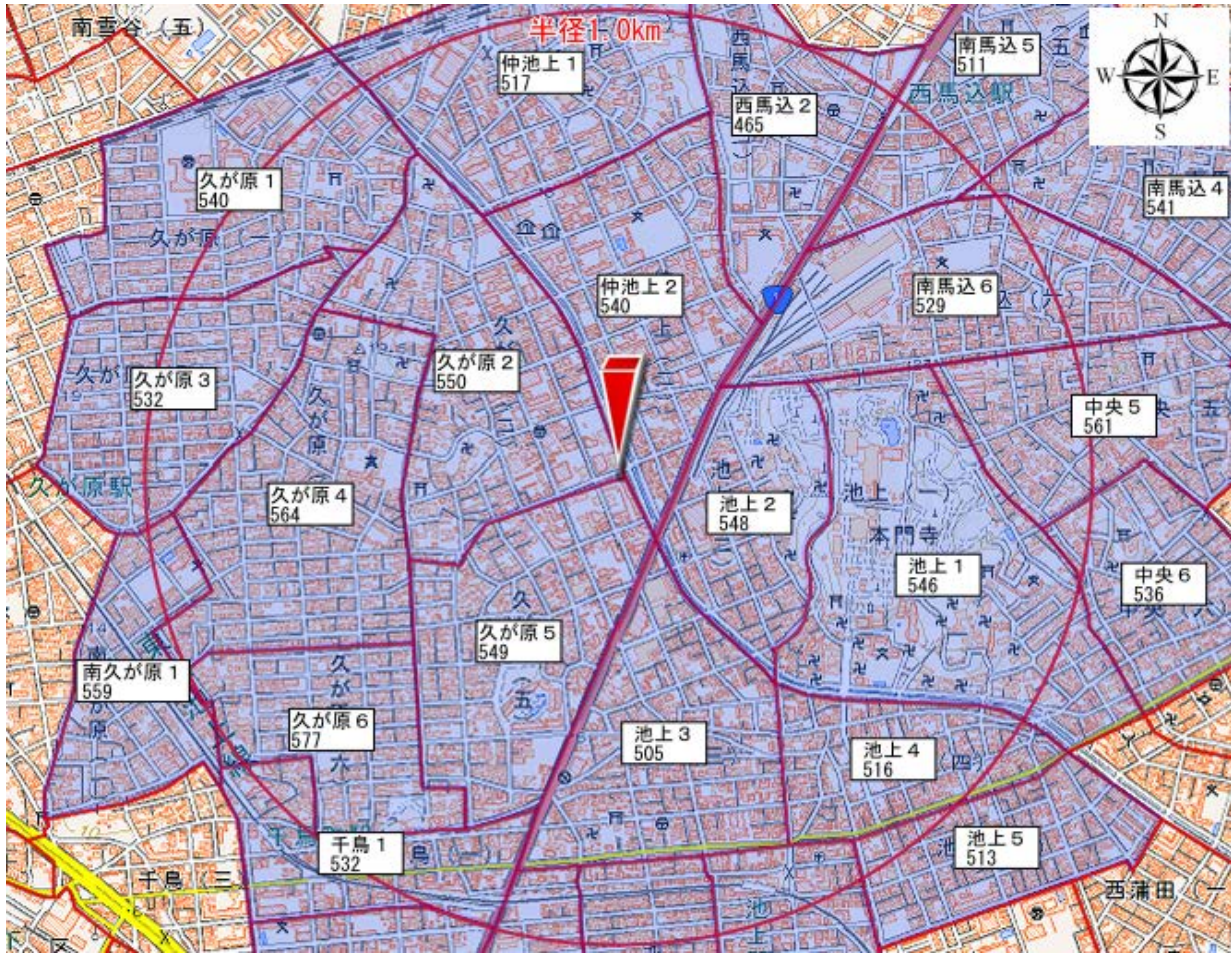 南雪谷（五）
半径1.0km
仲池上1
517
南馬込5
511
N
W
E
S
西馬込駅
西馬込2
465
久が原1
540
久が原（一）
南馬込4
541
仲池上2
540
南馬込6
529
久が原3
532
久が原2
550
中央5
561
久が原駅
久が原4
564
池上2
548
池上（一）
本門寺
池上1
546
中央6
536
久が原5
549
（五）
南久が原1
559
久が原6
577
池上3
505
池上4
516
（四）
千鳥1
532
池上5
513
千鳥（三）
西蒲田（一